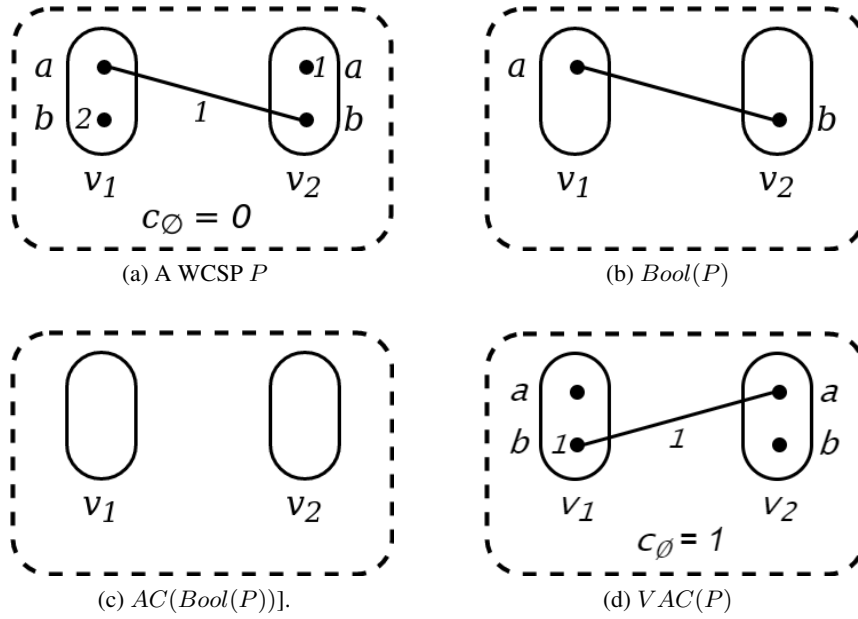 a
b
2
1
1
a
b
v1
v2
c∅ = 0
(a) A WCSP P
a
b
v1
v2
(b) Bool(P)
v1
v2
(c) AC(Bool(P))].
a
b
1
1
a
b
v1
v2
c∅ = 1
(d) VAC(P)